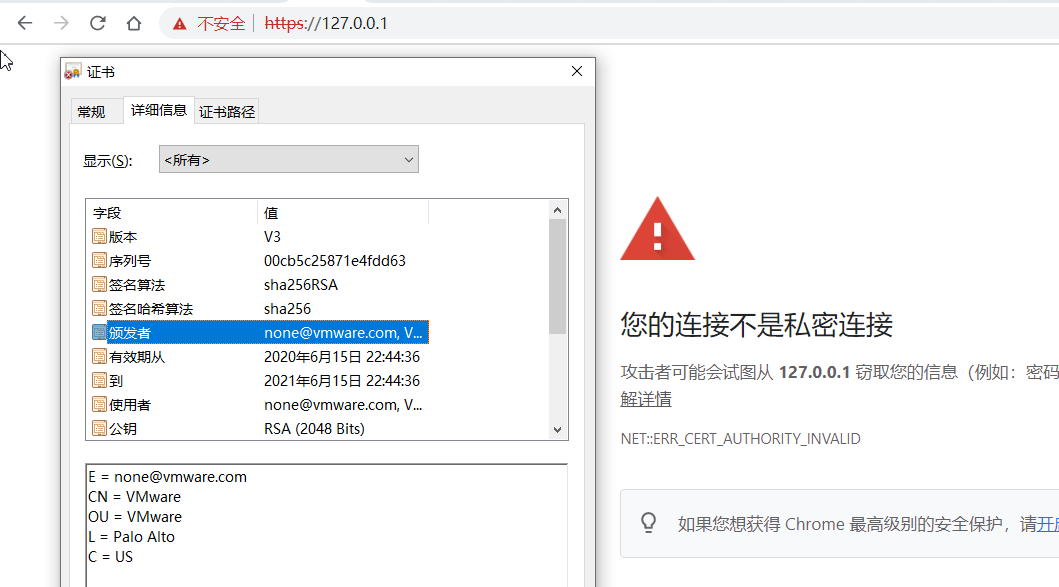 不安全 https://127.0.0.1
证书
常规 详细信息 证书路径
显示(S): <所有>
字段 值
版本 V3
序列号 00cb5c25871e4fdd63
签名算法 sha256RSA
签名哈希算法 sha256
颁发者 none@vmware.com, V...
有效期从 2020年6月15日 22:44:36
到 2021年6月15日 22:44:36
使用者 none@vmware.com, V...
公钥 RSA (2048 Bits)
E = none@vmware.com
CN = VMware
OU = VMware
L = Palo Alto
C = US
您的连接不是私密连接
攻击者可能会试图从 127.0.0.1 窃取您的信息（例如：密码
解详情
NET::ERR_CERT_AUTHORITY_INVALID
如果您想获得 Chrome 最高级别的安全保护，请开启